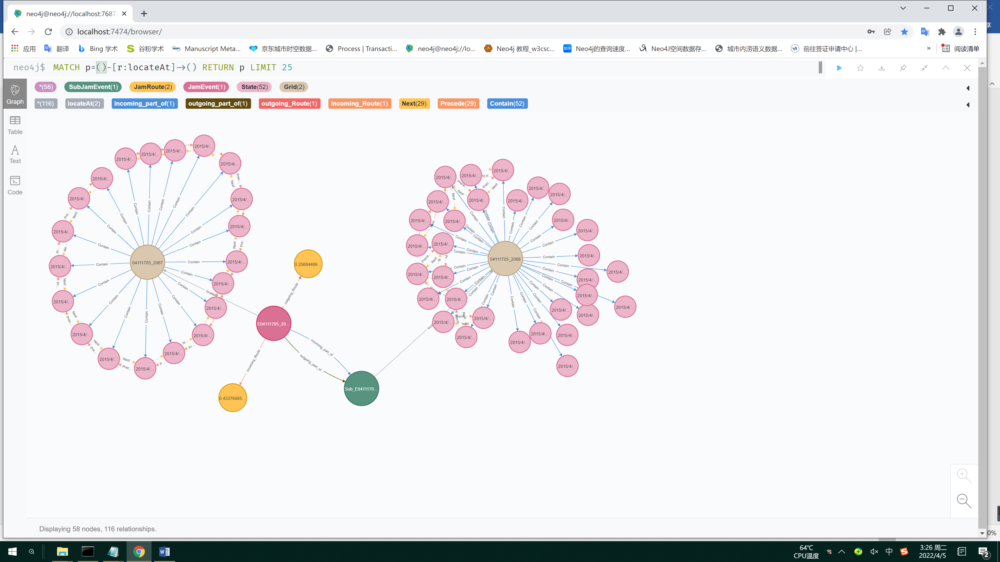 neo4j@neo4j://localhost:7687/
localhost:7474/browser/
应用 翻译 Bing 学术 谷粉学术 Manuscript Meta... 京东城市时空数据... Process | Transacti... neo4j@neo4j://lo... Neo4j 教程_w3csc... Neo4j的查询速度... Neo4J空间数据存... 城市内涝语义数据... 前往签证申请中心 |... » 阅读清单
neo4j$ MATCH p=()-[r:locateAt]->() RETURN p LIMIT 25
*(58) SubJamEvent(1) JamRoute(2) JamEvent(1) State(52) Grid(2)
*(116) locateAt(2) incoming_part_of(1) outgoing_part_of(1) outgoing_Route(1) incoming_Route(1) Next(29) Precede(29) Contain(52)
Graph
Table
Text
Code
04111705_2067
04111705_2068
0.25684469...
E04111705_20...
0.43376985...
Sub_E0411170...
outgoing_Route
incoming_Route
incoming_part_of
outgoing_part_of
2015/4/...
Contain
Next
Displaying 58 nodes, 116 relationships.
0%
64℃
CPU温度
中
3:26 周二
2022/4/5
2